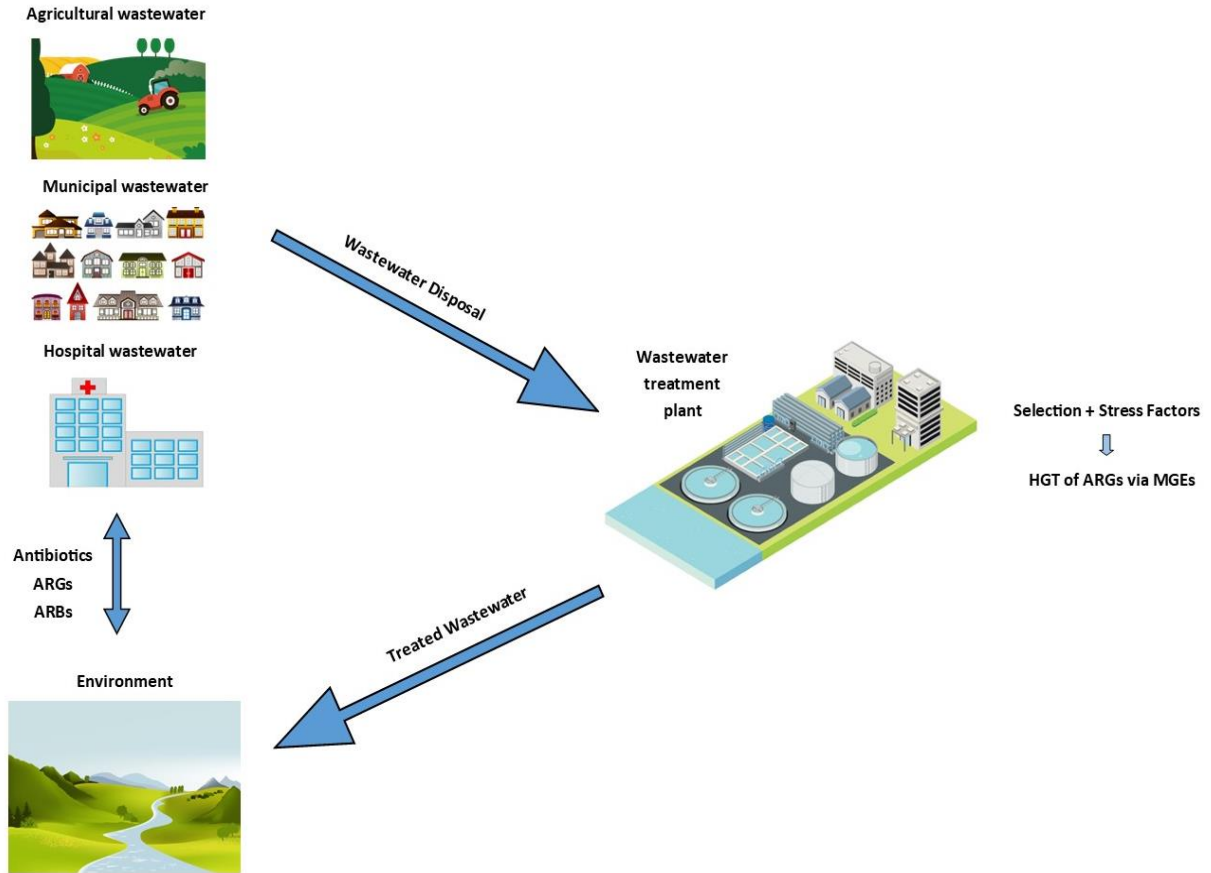 Agricultural wastewater
Municipal wastewater
Hospital wastewater
Antibiotics
ARGs
ARBs
Environment
Wastewater Disposal
Treated Wastewater
Wastewater
treatment
plant
Selection + Stress Factors
HGT of ARGs via MGEs